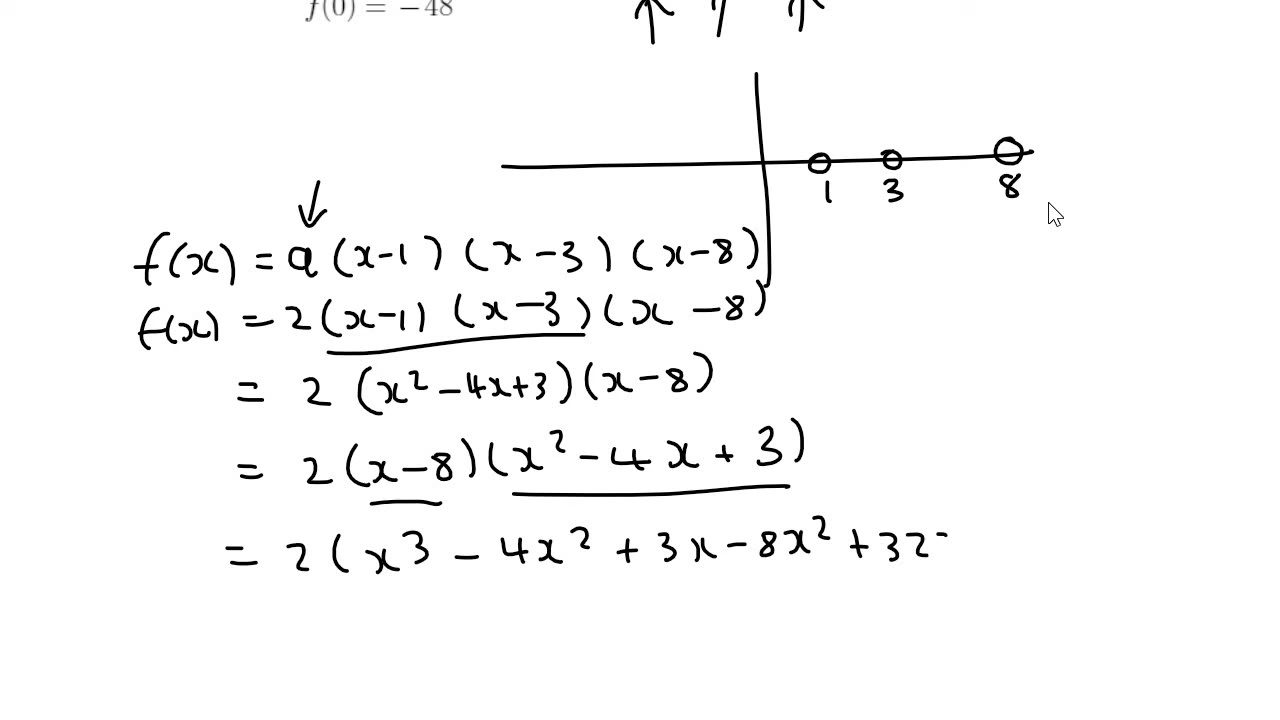 f(0) = −48
1 3 8
f(x) = a(x-1)(x-3)(x-8)
f(x) = 2(x-1)(x-3)(x-8)
= 2(x²-4x+3)(x-8)
= 2(x-8)(x²-4x+3)
= 2(x³-4x²+3x-8x²+32